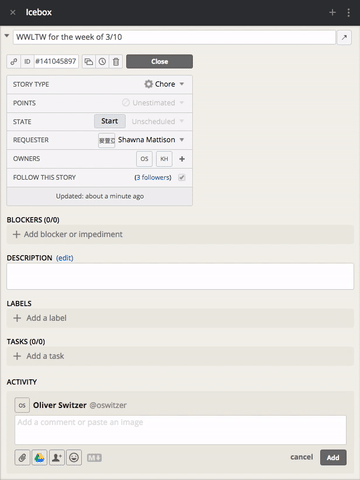 Icebox
WWLTW for the week of 3/10
ID #141045897 Close
STORY TYPE Chore
POINTS Unestimated
STATE Start Unscheduled
REQUESTER Shawna Mattison
OWNERS OS KH
FOLLOW THIS STORY (3 followers)
Updated: about a minute ago
BLOCKERS (0/0)
+ Add blocker or impediment
DESCRIPTION (edit)
LABELS
+ Add a label
TASKS (0/0)
+ Add a task
ACTIVITY
OS Oliver Switzer @oswitzer
Add a comment or paste an image
cancel Add